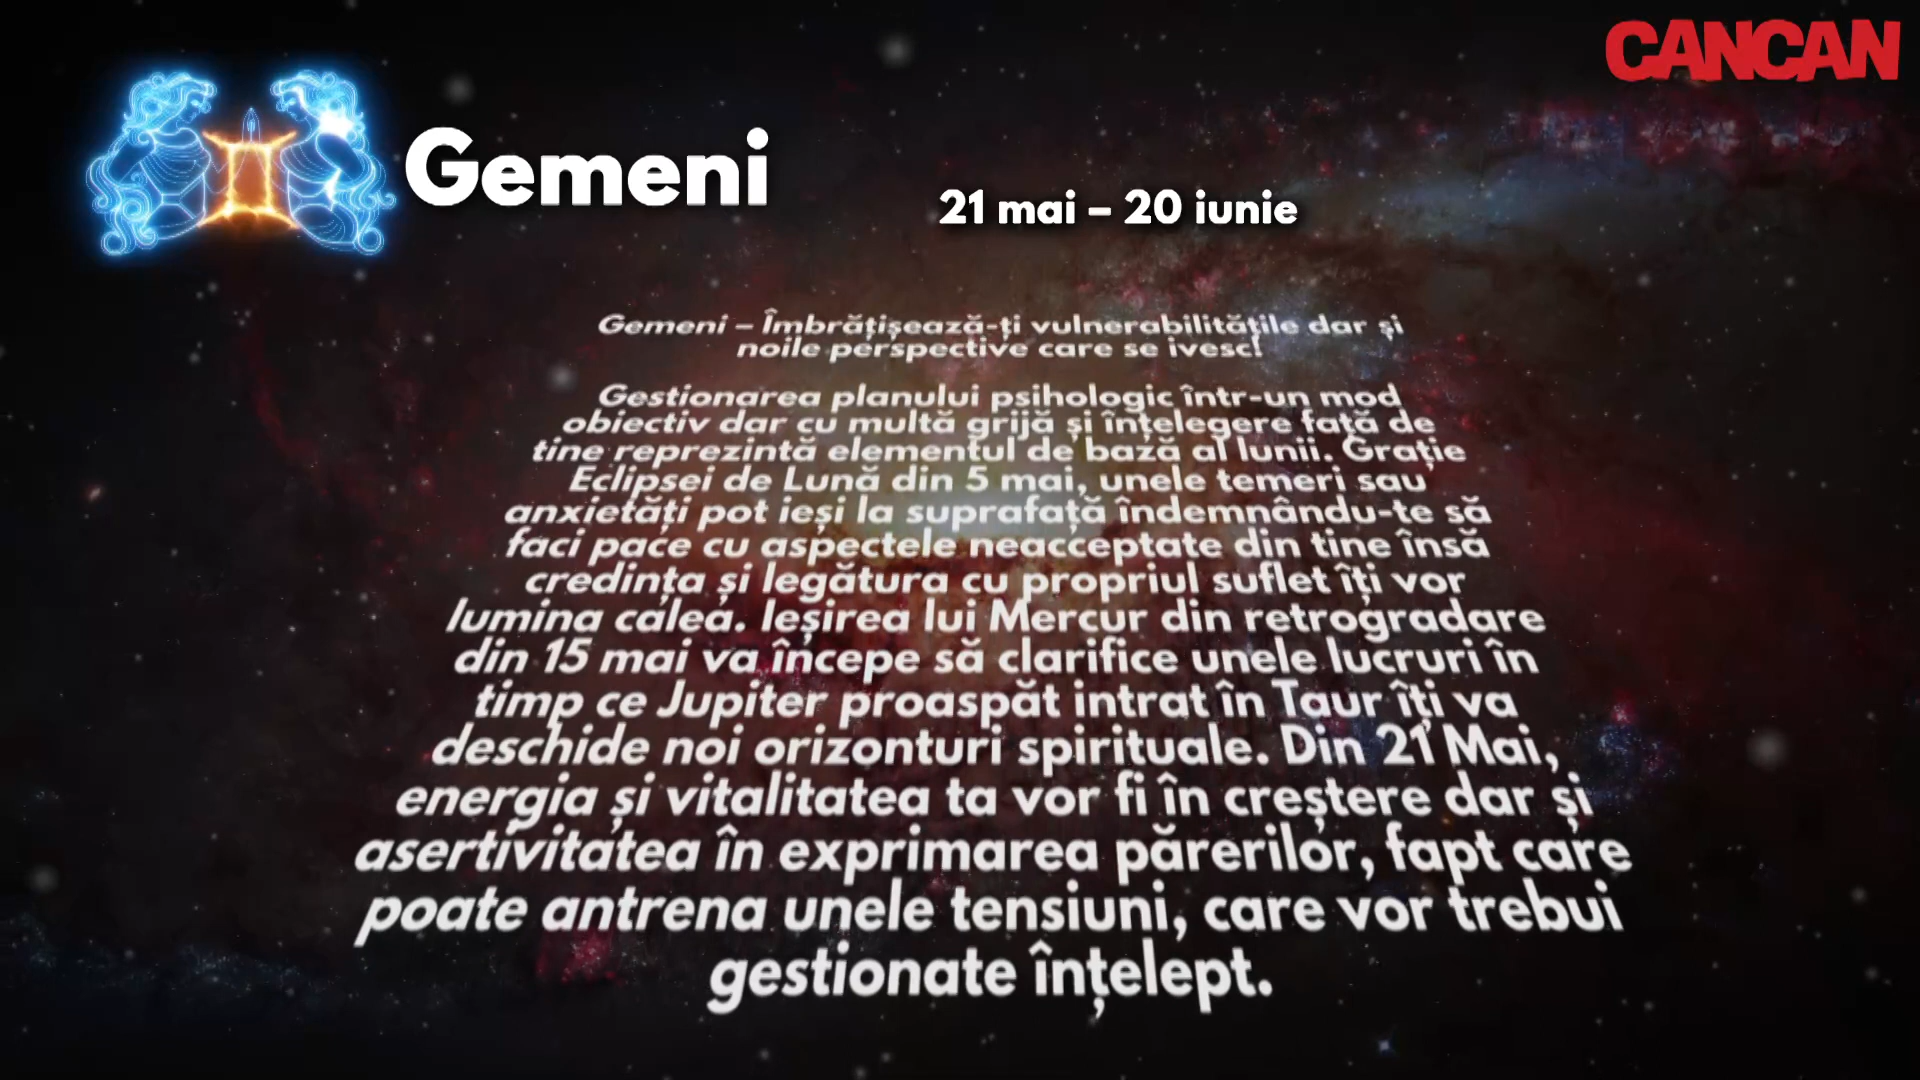 CANCAN
Gemeni
21 mai – 20 iunie
Gemeni – Îmbrățișează-ți vulnerabilitățile dar și
noile perspective care se ivesc!
Gestionarea planului psihologic într-un mod
obiectiv dar cu multă grijă și înțelegere față de
tine reprezintă elementul de bază al lunii. Grație
Eclipsei de Lună din 5 mai, unele temeri sau
anxietăți pot ieși la suprafață îndemnându-te să
faci pace cu aspectele neacceptate din tine însă
credința și legătura cu propriul suflet îți vor
lumina calea. Ieșirea lui Mercur din retrogradare
din 15 mai va începe să clarifice unele lucruri în
timp ce Jupiter proaspăt intrat în Taur îți va
deschide noi orizonturi spirituale. Din 21 Mai,
energia și vitalitatea ta vor fi în creștere dar și
asertivitatea în exprimarea părerilor, fapt care
poate antrena unele tensiuni, care vor trebui
gestionate înțelept.